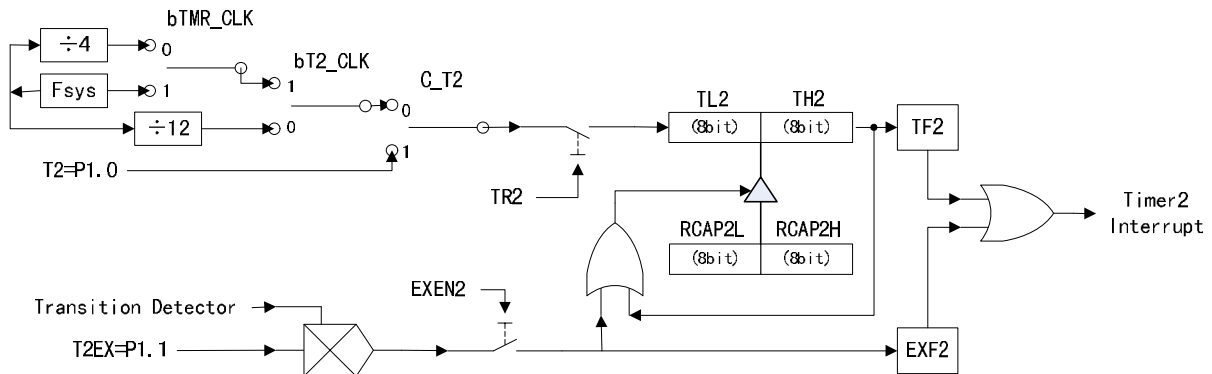 bTMR_CLK
÷4
0
bT2_CLK
Fsys
1
1
C_T2
0
÷12
0
TL2
TH2
(8bit)
(8bit)
TF2
1
T2=P1.0
TR2
Timer2
Interrupt
RCAP2L
RCAP2H
(8bit)
(8bit)
EXEN2
Transition Detector
T2EX=P1.1
EXF2